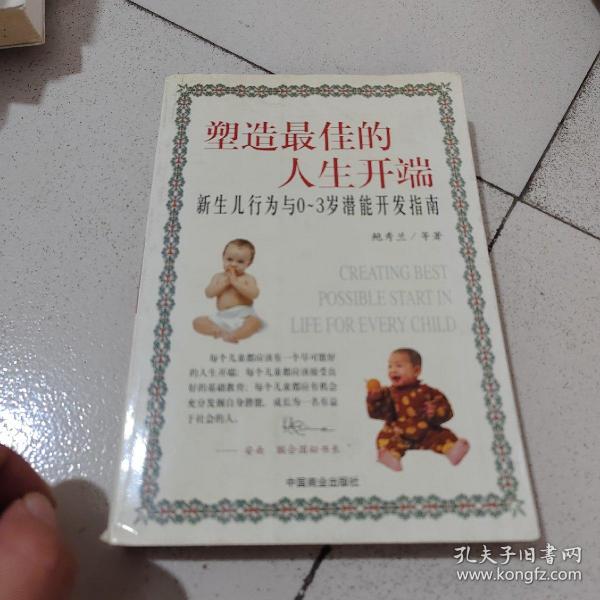 塑造最佳的
人生开端
新生儿行为与0~3岁潜能开发指南
鲍秀兰/等著
CREATING BEST
POSSIBLE START IN
LIFE FOR EVERY CHILD
每个儿童都应该有一个尽可能好
的人生开端;每个儿童都应该接受良
好的基础教育;每个儿童都应有机会
充分发掘自身潜能,成长为一名有益
于社会的人。
——安南 联合国秘书长
中国商业出版社
孔夫子旧书网
www.kongfz.com